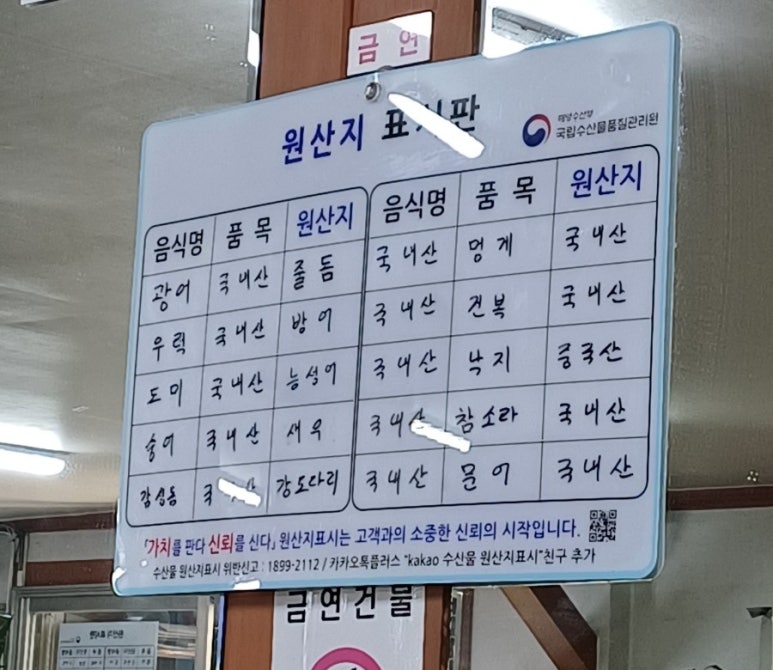 금연
원산지 표시판
해양수산부
국립수산물품질관리원
음식명 품목 원산지 음식명 품목 원산지
광어 국내산 줄돔 국내산 멍게 국내산
우럭 국내산 방어 국내산 건복 국내산
도미 국내산 능성어 국내산 낙지 중국산
숭어 국내산 새우 국내산 참소라 국내산
감성돔 국내산 강도다리 국내산 문어 국내산
「가치를 판다 신뢰를 산다」 원산지표시는 고객과의 소중한 신뢰의 시작입니다.
수산물 원산지표시 위반신고 : 1899-2112 / 카카오톡플러스 "kakao 수산물 원산지표시"친구 추가
금연건물